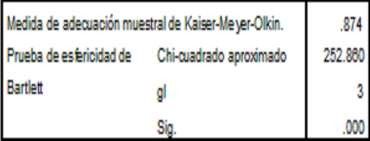 Medida de adecuación muestral de Kaiser-Meyer-Olkin. .874
Prueba de esfericidad de Bartlett Chi-cuadrado aproximado 252.860
gl 3
Sig. .000